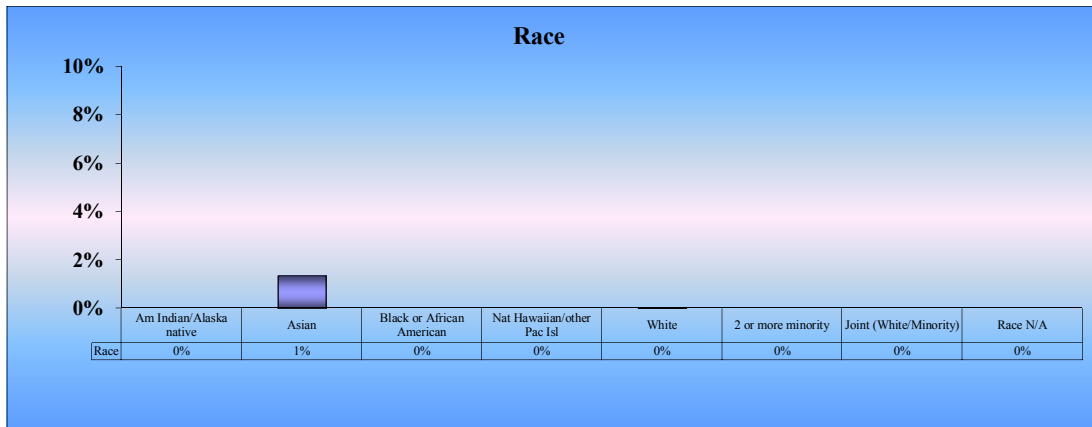 Race
10%
8%
6%
4%
2%
0%
Am Indian/Alaska
native
Asian
Black or African
American
Nat Hawaiian/other
Pac Isl
White
2 or more minority
Joint (White/Minority)
Race N/A
Race 0% 1% 0% 0% 0% 0% 0% 0%